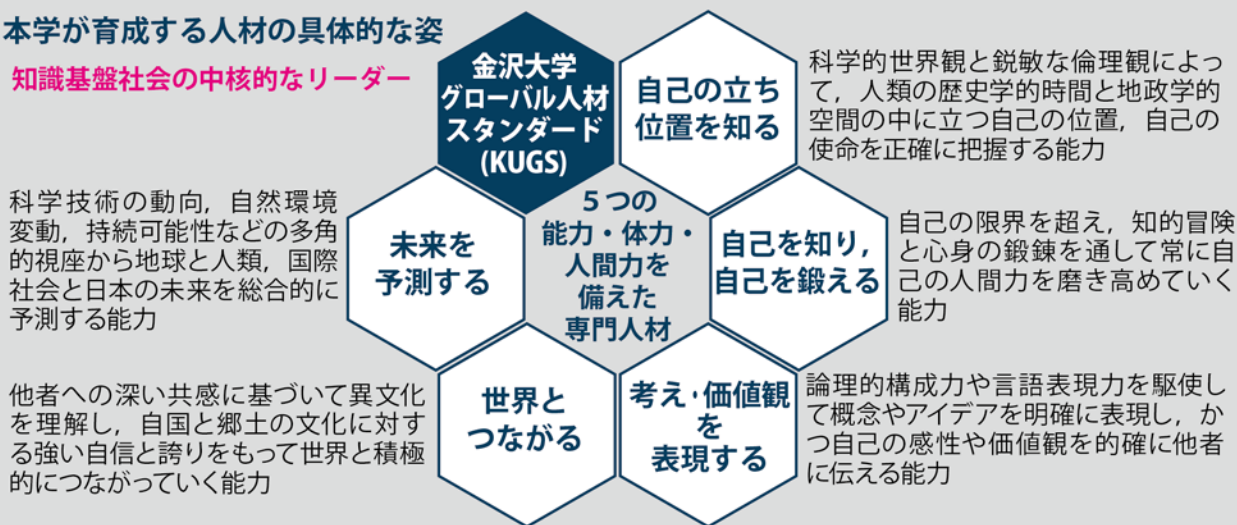 本学が育成する人材の具体的な姿
知識基盤社会の中核的なリーダー
金沢大学
グローバル人材
スタンダード
(KUGS)
自己の立ち
位置を知る
科学的世界観と鋭敏な倫理観によっ
て，人類の歴史学的時間と地政学的
空間の中に立つ自己の位置，自己の
使命を正確に把握する能力
科学技術の動向，自然環境
変動，持続可能性などの多角
的視座から地球と人類，国際
社会と日本の未来を総合的に
予測する能力
未来を
予測する
5つの
能力・体力・
人間力を
備えた
専門人材
自己を知り，
自己を鍛える
自己の限界を超え，知的冒険
と心身の鍛錬を通して常に自
己の人間力を磨き高めていく
能力
他者への深い共感に基づいて異文化
を理解し，自国と郷土の文化に対す
る強い自信と誇りをもって世界と積極
的につながっていく能力
世界と
つながる
考え・価値観
を
表現する
論理的構成力や言語表現力を駆使し
て概念やアイデアを明確に表現し，か
つ自己の感性や価値観を的確に他者
に伝える能力